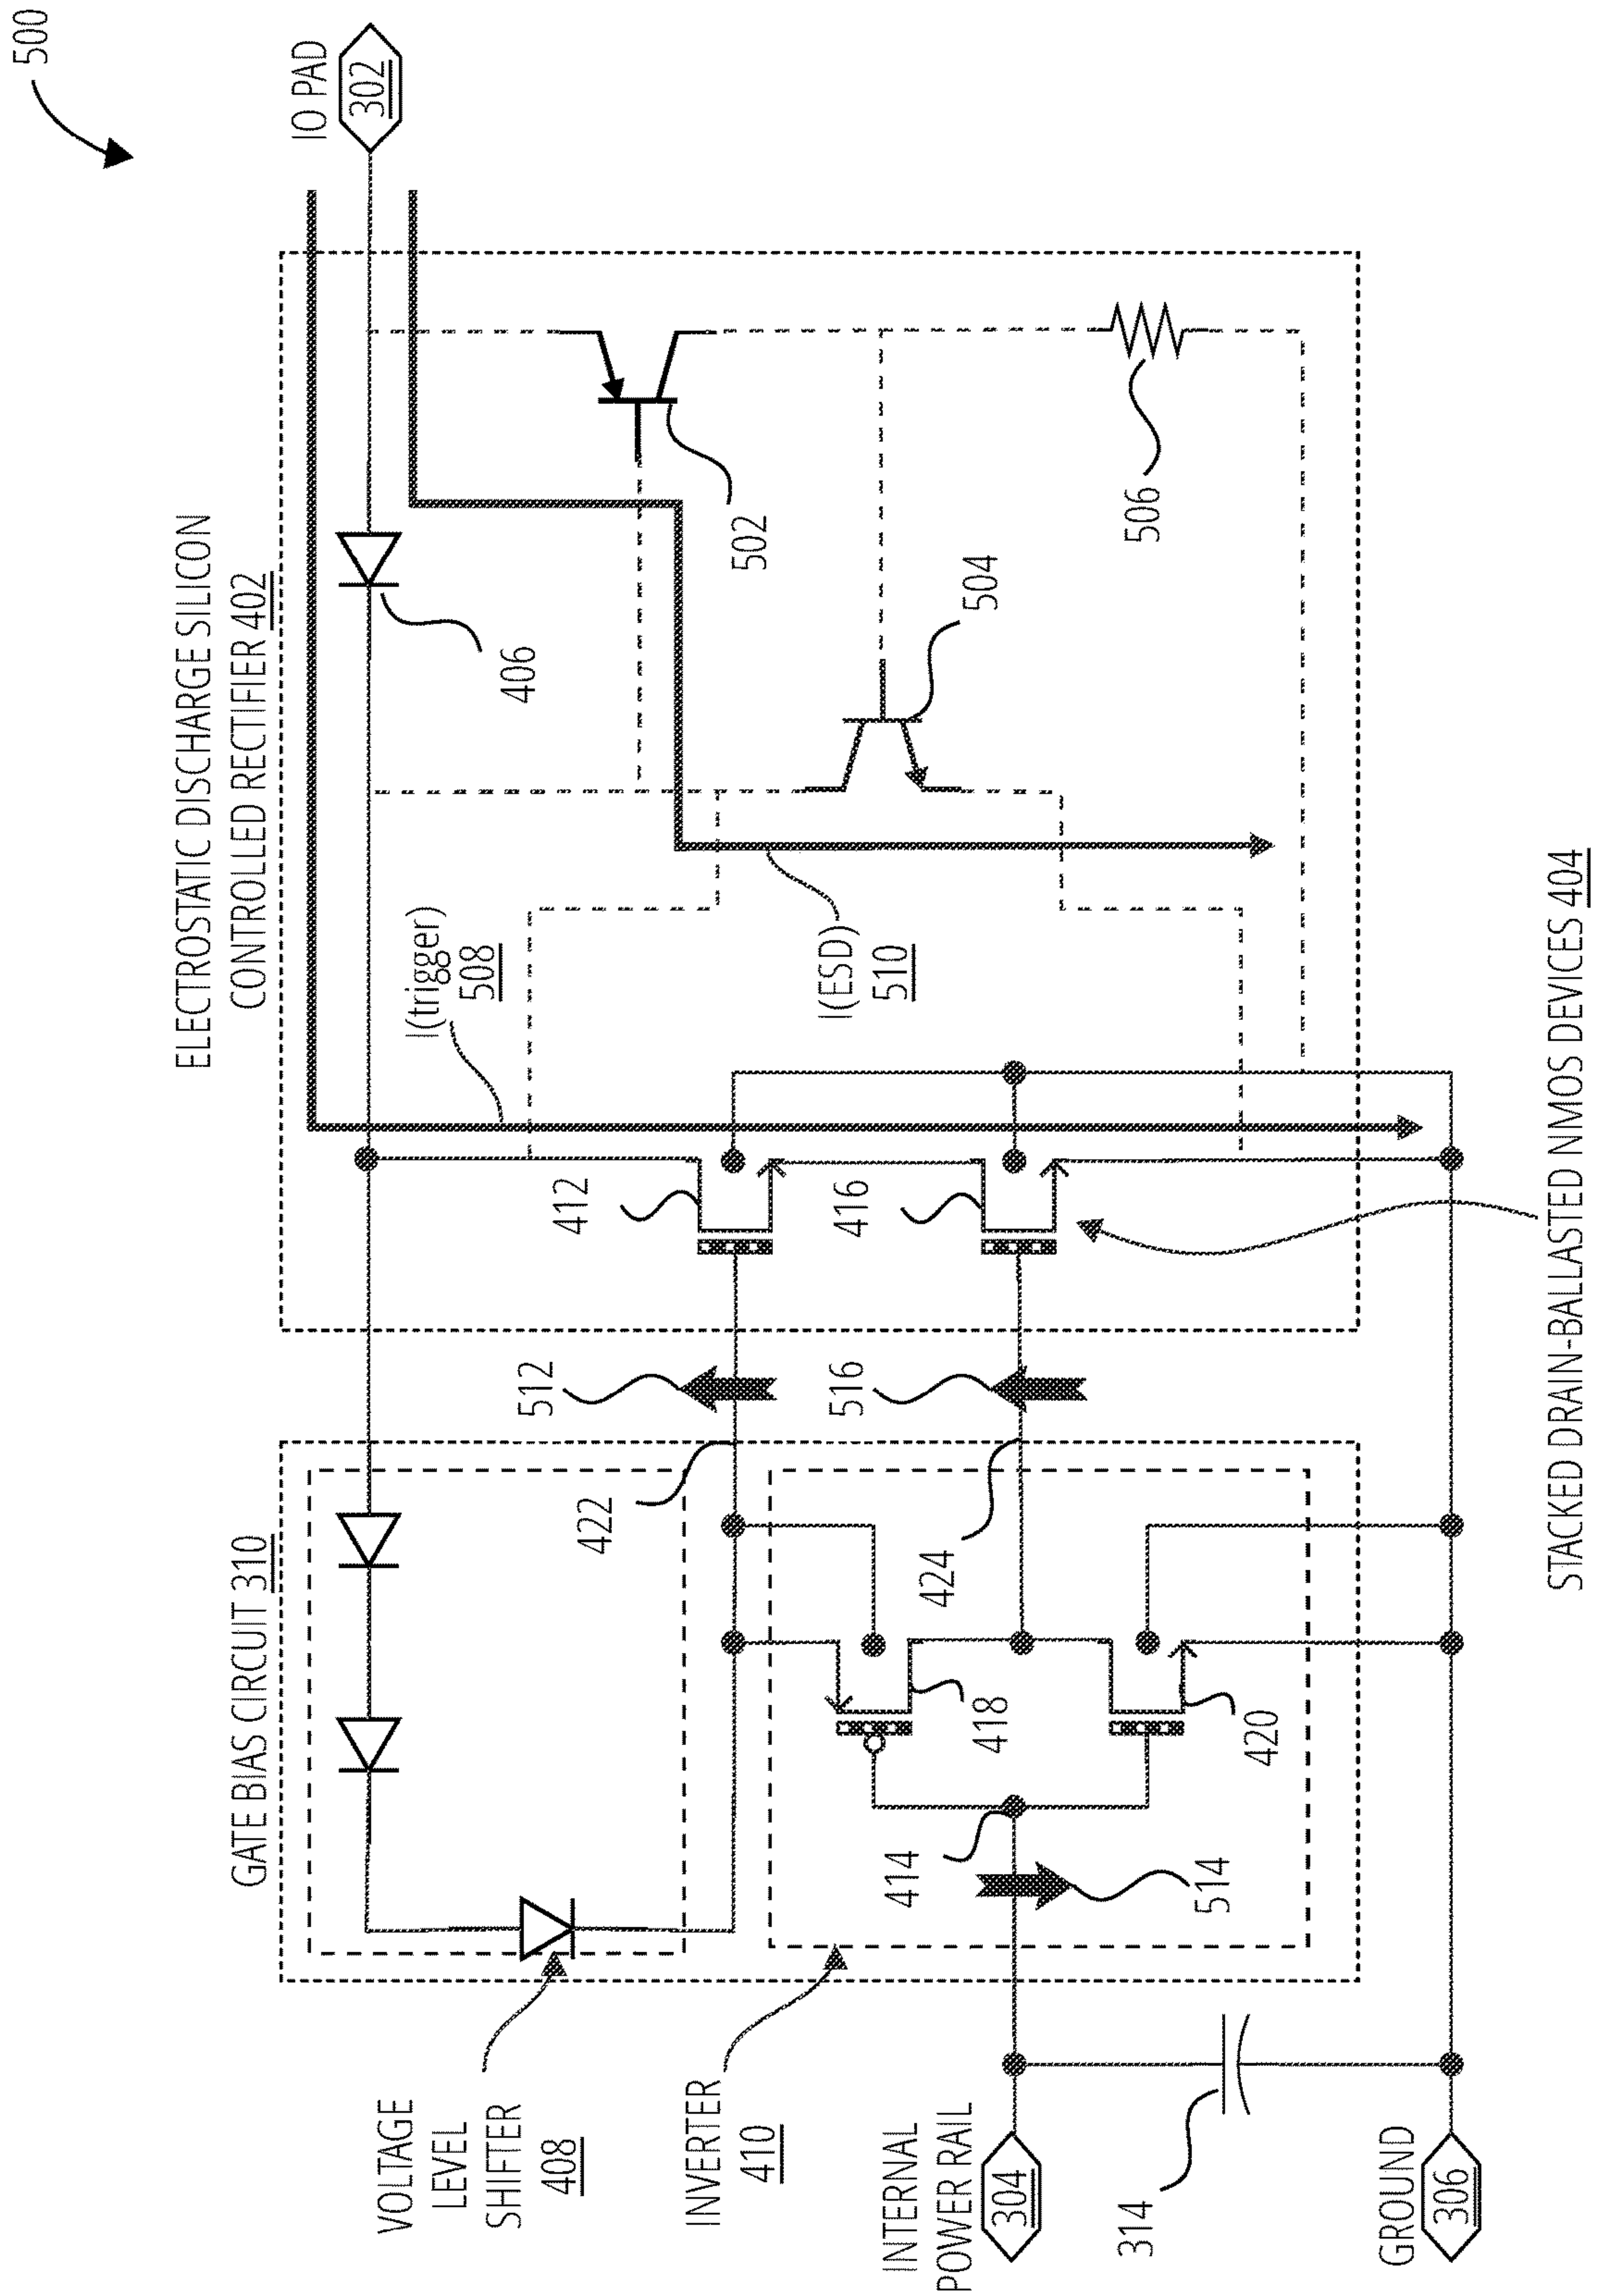 500
IO PAD
302
ELECTROSTATIC DISCHARGE SILICON
CONTROLLED RECTIFIER 402
406
502
504
506
I(trigger)
508
I(ESD)
510
412
416
STACKED DRAIN-BALLASTED NMOS DEVICES 404
512
516
GATE BIAS CIRCUIT 310
422
424
418
420
414
514
VOLTAGE
LEVEL
SHIFTER
408
INVERTER
410
INTERNAL
POWER RAIL
304
314
GROUND
306